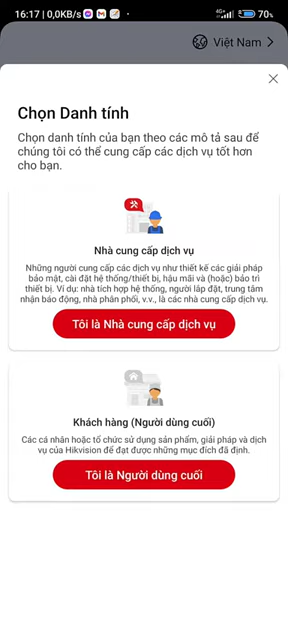 16:17 | 0,0KB/s
4G+
70%
Việt Nam
Chọn Danh tính
Chọn danh tính của bạn theo các mô tả sau để
chúng tôi có thể cung cấp các dịch vụ tốt hơn
cho bạn.
Nhà cung cấp dịch vụ
Những người cung cấp các dịch vụ như thiết kế các giải pháp
bảo mật, cài đặt hệ thống/thiết bị, hậu mãi và (hoặc) bảo trì
thiết bị. Ví dụ: nhà tích hợp hệ thống, người lắp đặt, trung tâm
nhận báo động, nhà phân phối, v.v., là các nhà cung cấp dịch vụ.
Tôi là Nhà cung cấp dịch vụ
Khách hàng (Người dùng cuối)
Các cá nhân hoặc tổ chức sử dụng sản phẩm, giải pháp và dịch
vụ của Hikvision để đạt được những mục đích đã định.
Tôi là Người dùng cuối